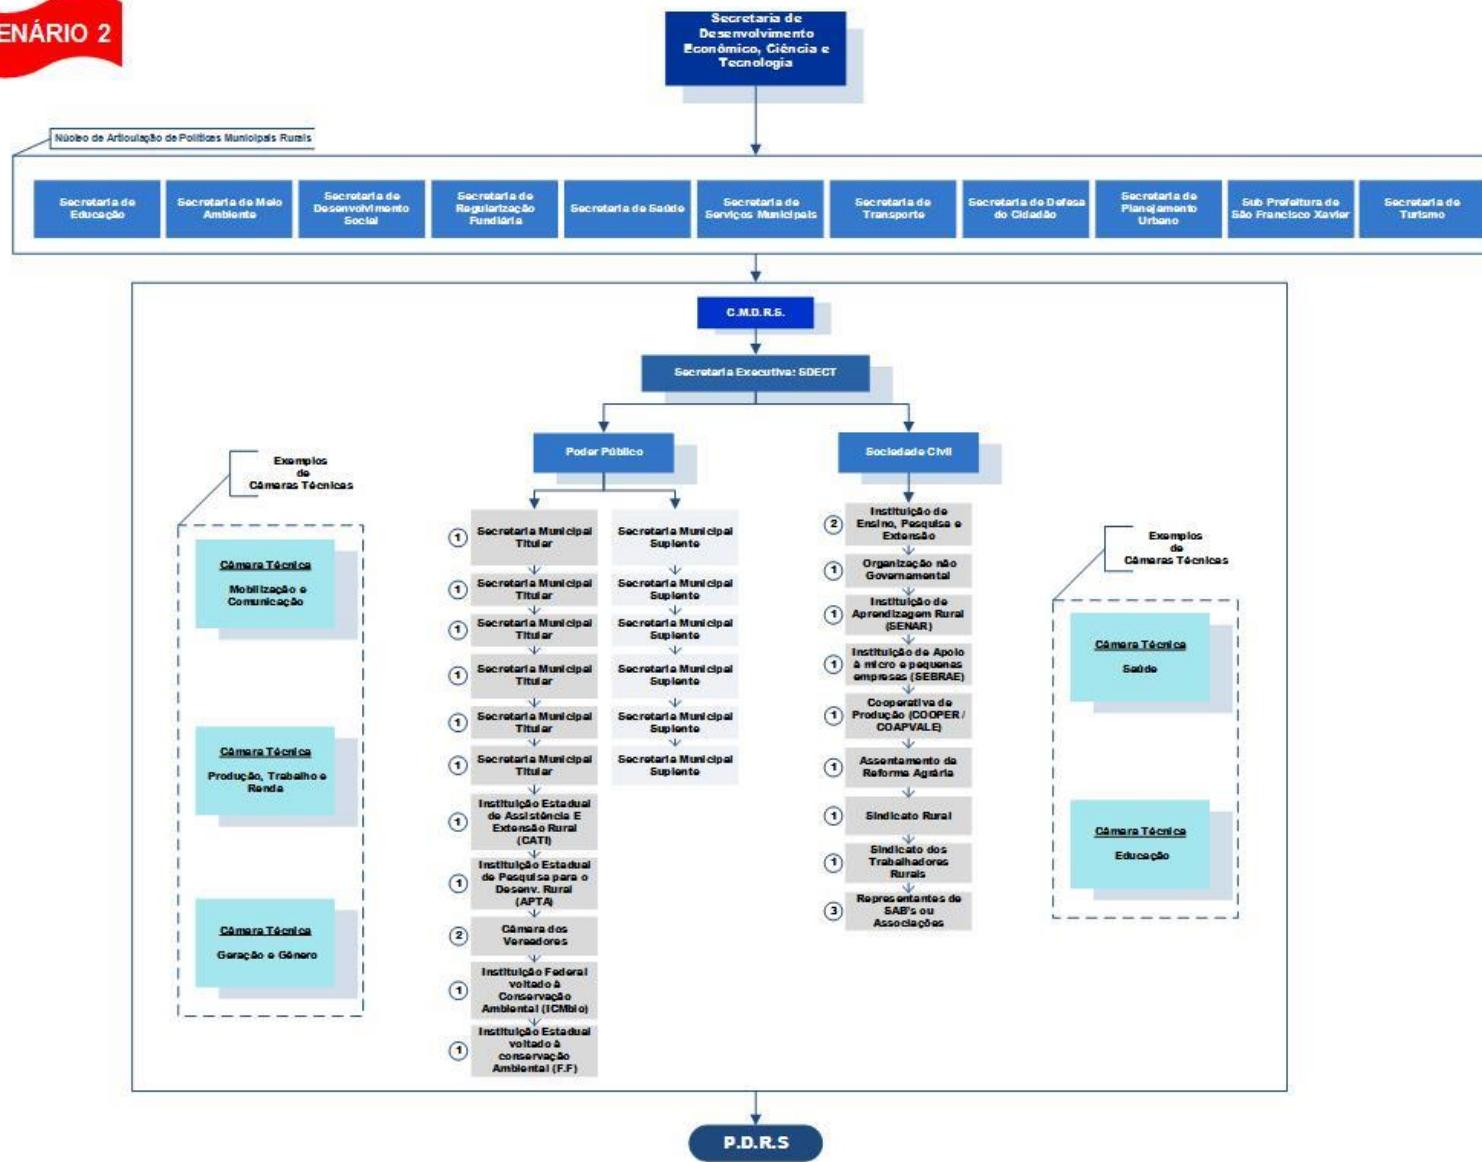 ENÁRIO 2
Secretaria de
Desenvolvimento
Econômico, Ciência e
Tecnologia
Núcleo de Articulação de Políticas Municipais Rurais
Secretaria de
Educação
Secretaria de Meio
Ambiente
Secretaria de
Desenvolvimento
Social
Secretaria de
Regularização
Fundiária
Secretaria de Saúde
Secretaria de
Serviços Municipais
Secretaria de
Transporte
Secretaria de Defesa
do Cidadão
Secretaria de
Planejamento
Urbano
Sub Prefeitura de
São Francisco Xavier
Secretaria de
Turismo
C.M.D.R.S.
Secretaria Executiva: SDECT
Poder Público
Sociedade Civil
Exemplos
de
Câmaras Técnicas
Câmara Técnica
Mobilização e
Comunicação
Câmara Técnica
Produção, Trabalho e
Renda
Câmara Técnica
Geração e Gênero
1
Secretaria Municipal
Titular
1
Secretaria Municipal
Titular
1
Secretaria Municipal
Titular
1
Secretaria Municipal
Titular
1
Secretaria Municipal
Titular
1
Secretaria Municipal
Titular
1
Instituição Estadual
de Assistência E
Extensão Rural
(CATI)
1
Instituição Estadual
de Pesquisa para o
Desenv. Rural
(APTA)
2
Câmara dos
Vereadores
1
Instituição Federal
voltado à
Conservação
Ambiental (ICMbio)
1
Instituição Estadual
voltado à
conservação
Ambiental (F.F)
Secretaria Municipal
Suplente
Secretaria Municipal
Suplente
Secretaria Municipal
Suplente
Secretaria Municipal
Suplente
Secretaria Municipal
Suplente
Secretaria Municipal
Suplente
2
Instituição de
Ensino, Pesquisa e
Extensão
1
Organização não
Governamental
1
Instituição de
Aprendizagem Rural
(SENAR)
1
Instituição de Apoio
à micro e pequenas
empresas (SEBRAE)
1
Cooperativa de
Produção (COOPER /
COAPVALE)
1
Assentamento da
Reforma Agrária
1
Sindicato Rural
1
Sindicato dos
Trabalhadores
Rurais
3
Representantes de
SAB's ou
Associações
Exemplos
de
Câmaras Técnicas
Câmara Técnica
Saúde
Câmara Técnica
Educação
P.D.R.S